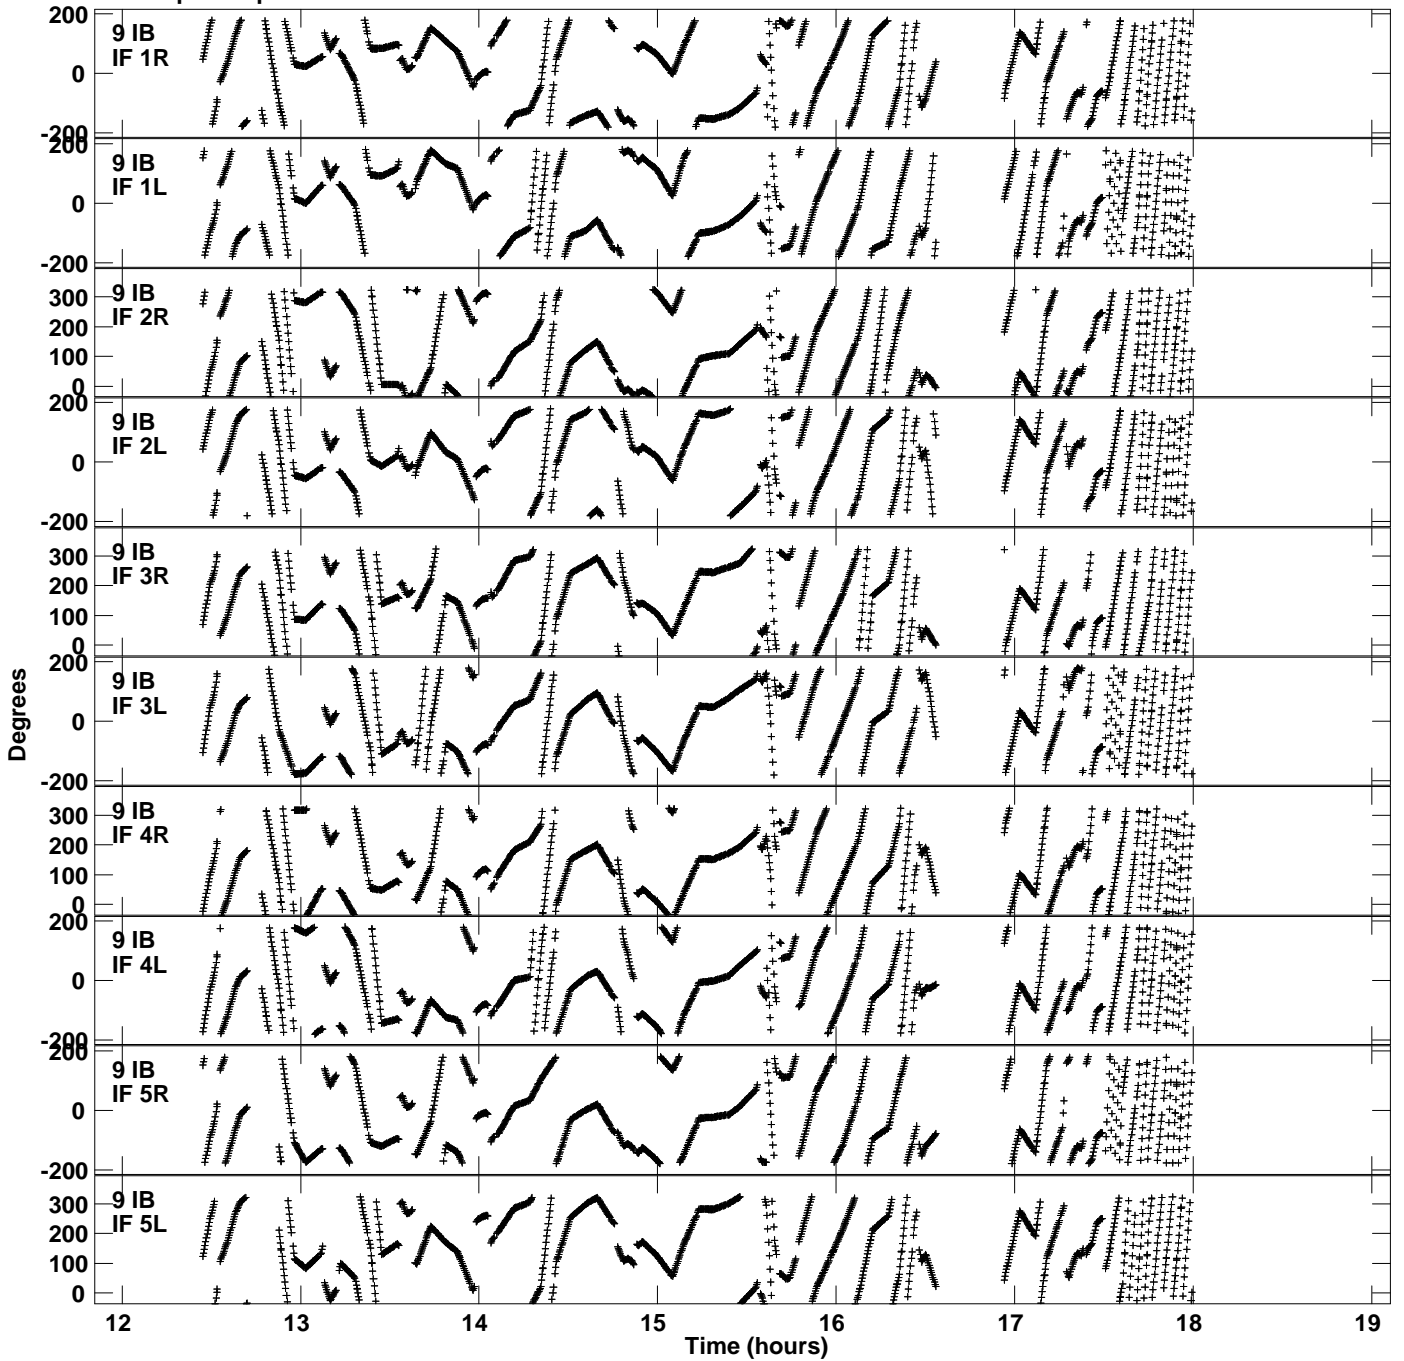 200
0
-200
9 IB
IF 1R
200
0
-200
9 IB
IF 1L
300
200
100
0
9 IB
IF 2R
200
0
-200
9 IB
IF 2L
300
200
100
0
9 IB
IF 3R
200
0
-200
9 IB
IF 3L
300
200
100
0
9 IB
IF 4R
200
0
-200
9 IB
IF 4L
200
0
-200
9 IB
IF 5R
300
200
100
0
9 IB
IF 5L
Degrees
12 13 14 15 16 17 18 19
Time (hours)